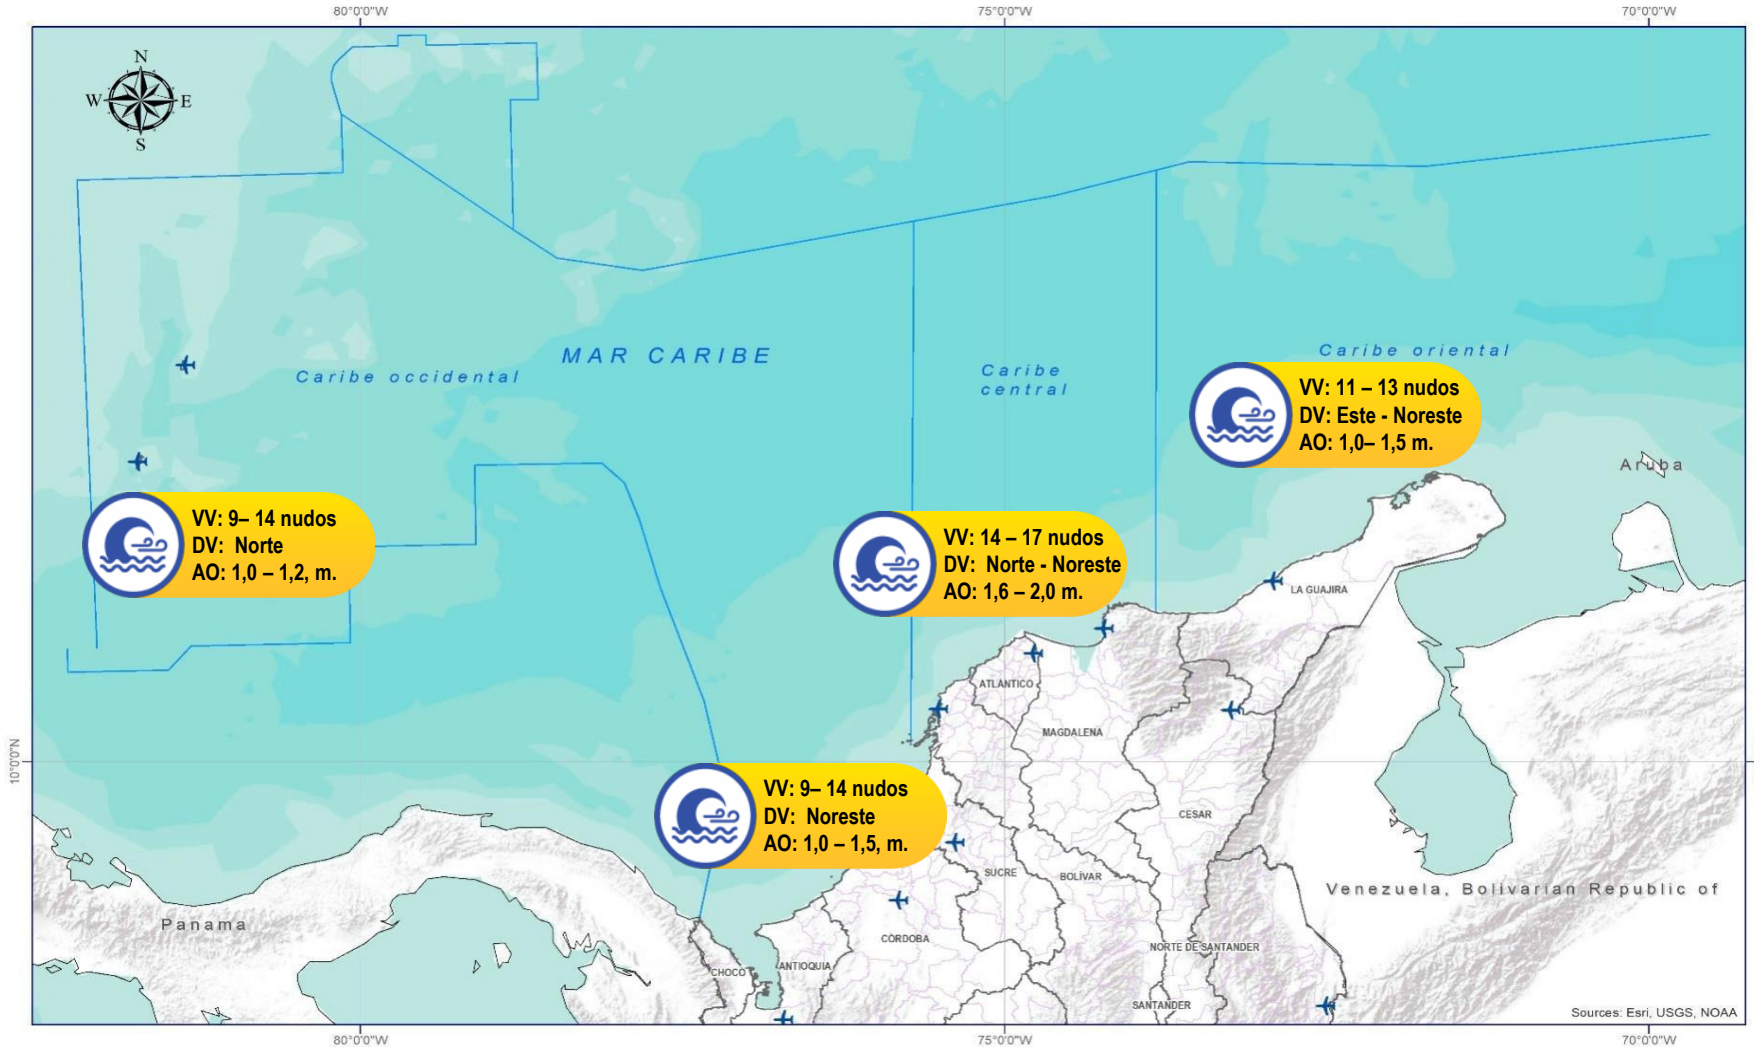 80°0'0"W
75°0'0"W
70°0'0"W
N
W
E
S
MAR CARIBE
Caribe occidental
Caribe
central
Caribe oriental
VV: 11 – 13 nudos
DV: Este - Noreste
AO: 1,0– 1,5 m.
Aruba
VV: 9– 14 nudos
DV: Norte
AO: 1,0 – 1,2, m.
VV: 14 – 17 nudos
DV: Norte - Noreste
AO: 1,6 – 2,0 m.
LA GUAJIRA
ATLÁNTICO
MAGDALENA
10°0'0"N
VV: 9– 14 nudos
DV: Noreste
AO: 1,0 – 1,5, m.
CESAR
SUCRE
BOLÍVAR
Venezuela, Bolivarian Republic of
Panama
CÓRDOBA
NORTE DE SANTANDER
CHOCÓ
ANTIOQUIA
SANTANDER
Sources: Esri, USGS, NOAA
80°0'0"W
75°0'0"W
70°0'0"W